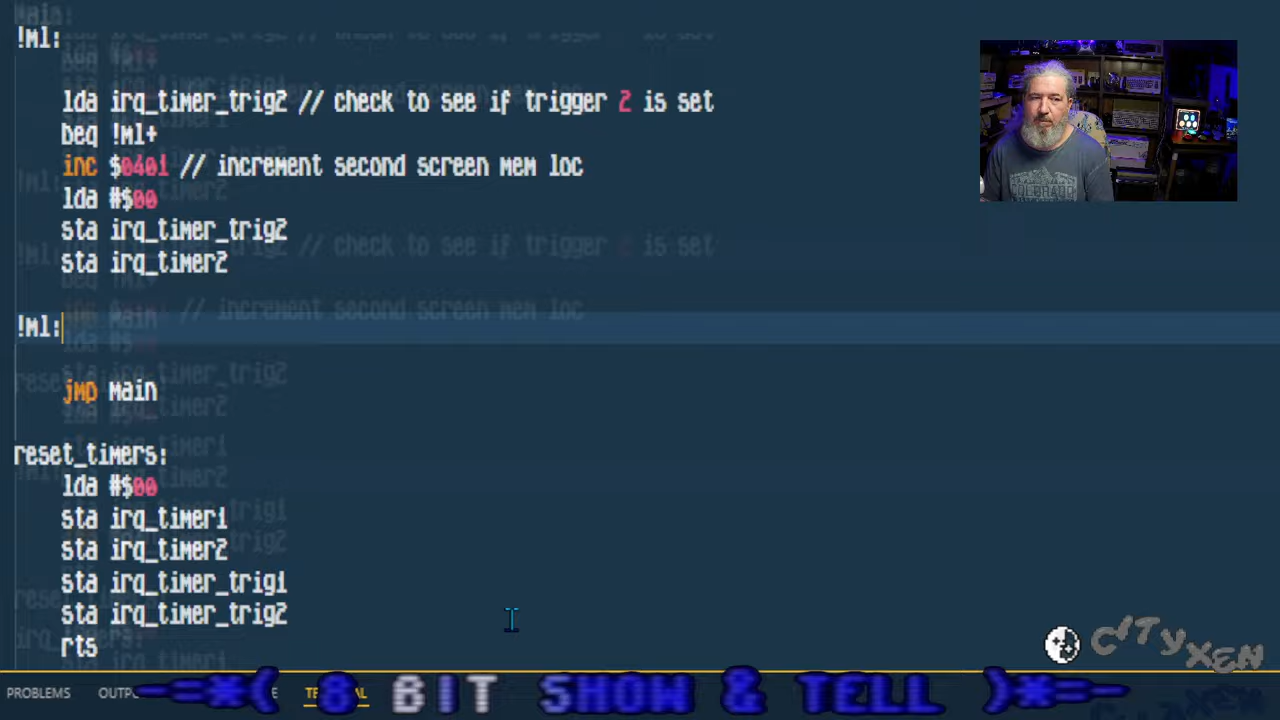 !ml:
lda irq_timer_trig2 // check to see if trigger 2 is set
beq !ml+
inc $0401 // increment second screen mem loc
lda #$00
sta irq_timer_trig2
sta irq_timer2
!ml:
jmp main
reset_timers:
lda #$00
sta irq_timer1
sta irq_timer2
sta irq_timer_trig1
sta irq_timer_trig2
rts
CITYXEN
PROBLEMS
8 BIT SHOW & TELL
COLORADO